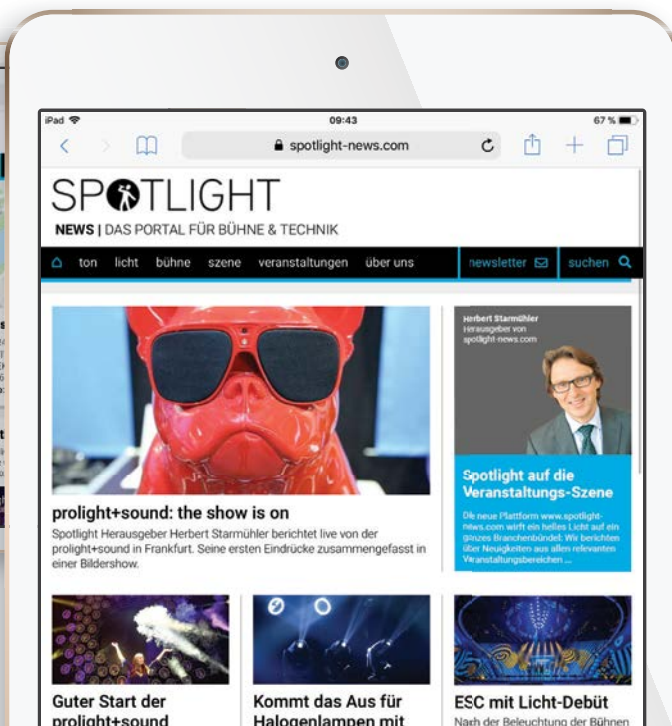 iPad 09:43 67 %
spotlight-news.com
SPOTLIGHT
NEWS | DAS PORTAL FÜR BÜHNE & TECHNIK
ton licht bühne szene veranstaltungen über uns newsletter suchen
prolight+sound: the show is on
Spotlight Herausgeber Herbert Starmühler berichtet live von der
prolight+sound in Frankfurt. Seine ersten Eindrücke zusammengefasst in
einer Bildershow.
Herbert Starmühler
Herausgeber von
spotlight-news.com
Spotlight auf die
Veranstaltungs-Szene
Die neue Plattform www.spotlight-
news.com wirft ein helles Licht auf ein
ganzes Branchenbündel: Wir berichten
über Neuigkeiten aus allen relevanten
Veranstaltungsbereichen ...
Guter Start der
prolight+sound
Kommt das Aus für
Halogenlampen mit
ESC mit Licht-Debüt
Nach der Beleuchtung der Bühnen